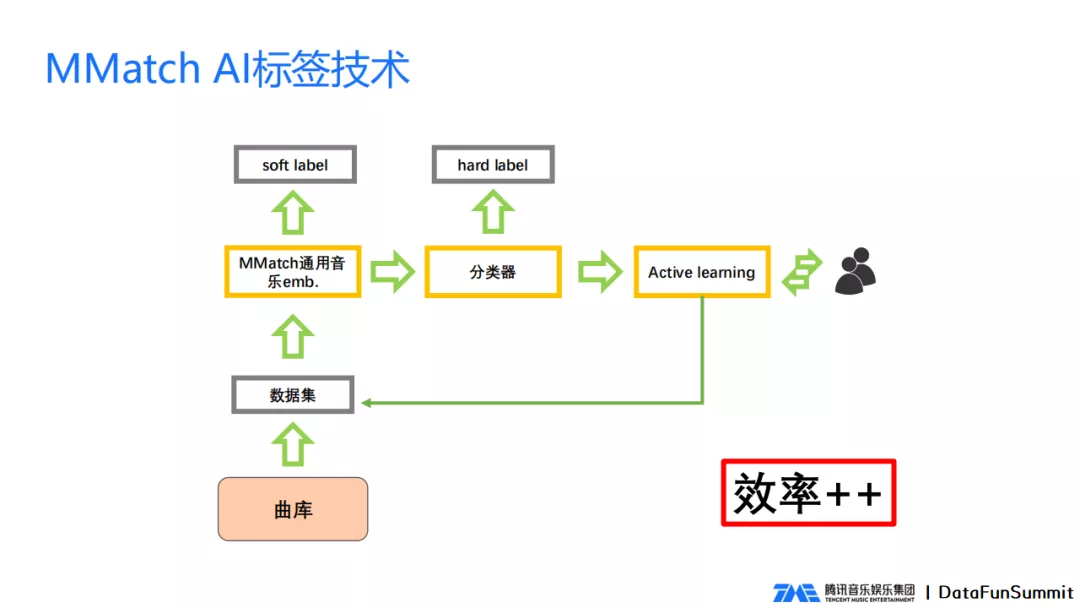 MMatch AI标签技术
soft label
hard label
MMatch通用音
乐emb.
分类器
Active learning
数据集
曲库
效率++
TME 腾讯音乐娱乐集团
TENCENT MUSIC ENTERTAINMENT
| DataFunSummit